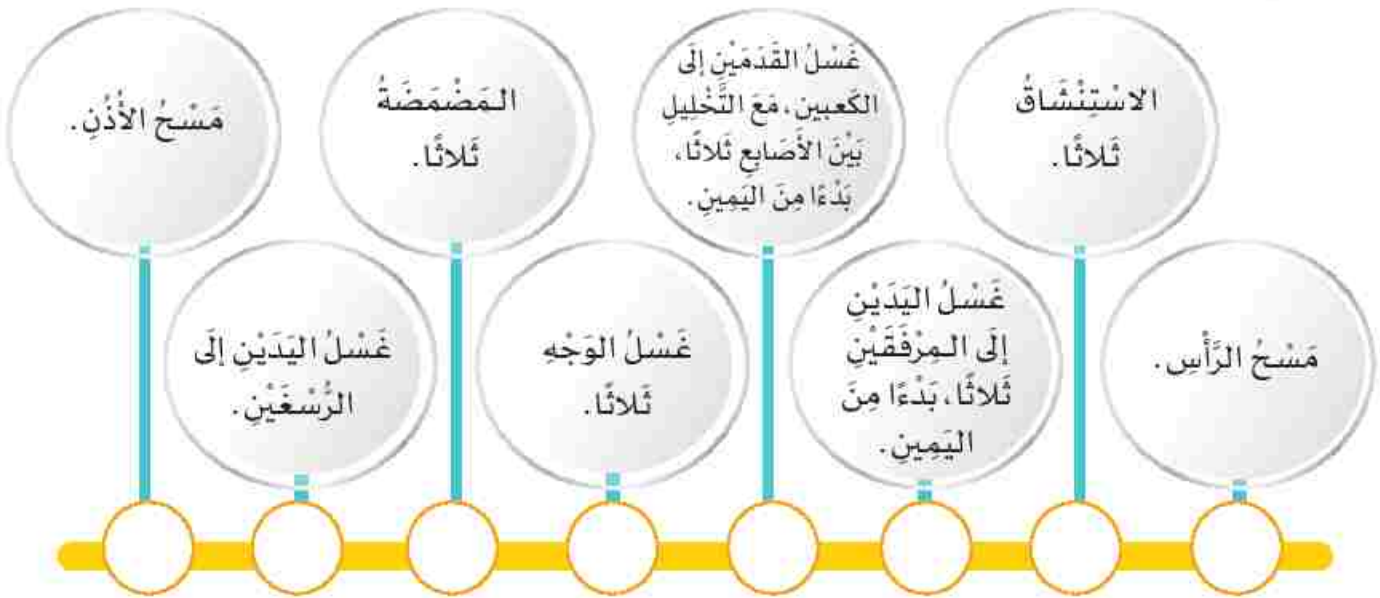 الاسْتِنْشَاقُ
ثَلاثًا.
غَسْلُ القَدَمَيْنِ إِلَى
الكَعبين، مَعَ التَّخْلِيلِ
بَيْنَ الأَصَابِعِ ثَلاثًا،
بَدْءًا مِنَ اليَمِينِ.
المَضْمَضَةُ
ثَلاثًا.
مَسْحُ الأُذُنِ.
مَسْحُ الرَّأْسِ.
غَسْلُ اليَدَيْنِ
إِلَى المِرْفَقَيْنِ
ثَلاثًا، بَدْءًا مِنَ
اليَمِينِ.
غَسْلُ الوَجْهِ
ثَلاثًا.
غَسْلُ اليَدَيْنِ إِلَى
الرُّسْغَيْنِ.